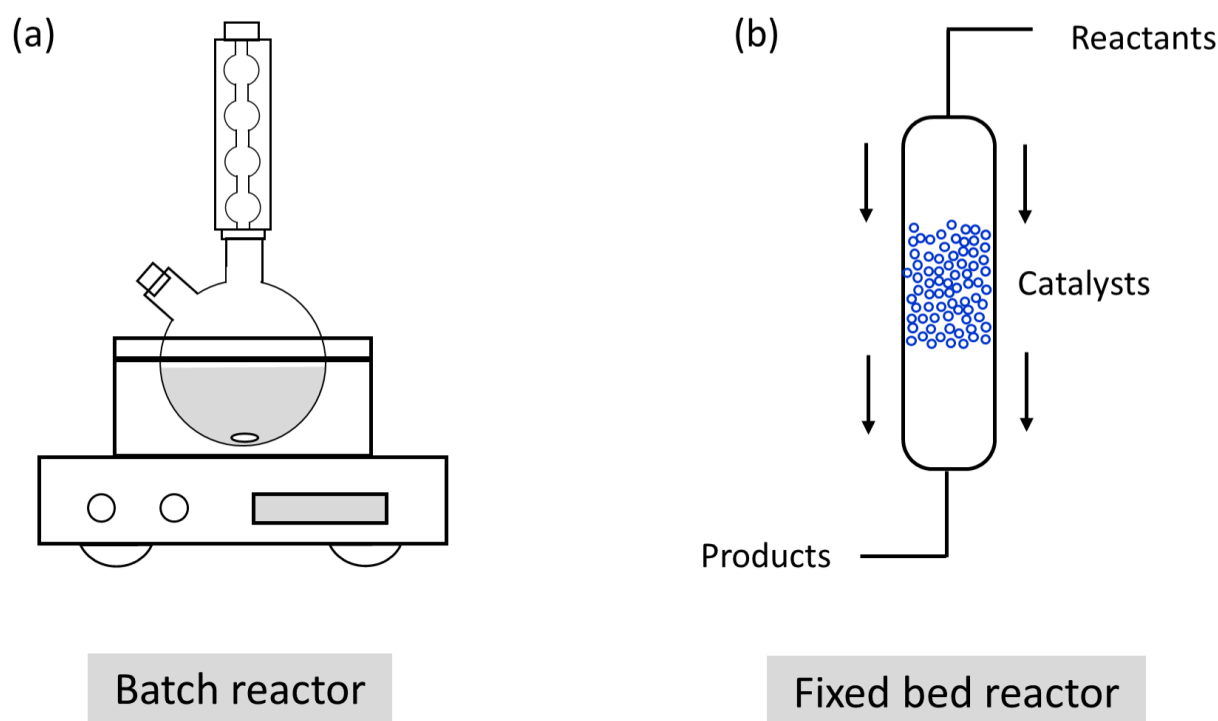 (a)
Batch reactor
(b)
Reactants
Catalysts
Products
Fixed bed reactor